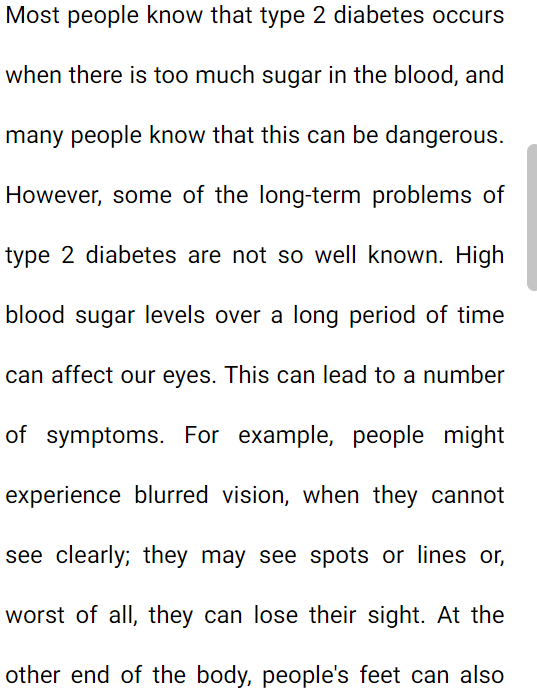 Most people know that type 2 diabetes occurs
when there is too much sugar in the blood, and
many people know that this can be dangerous.
However, some of the long-term problems of
type 2 diabetes are not so well known. High
blood sugar levels over a long period of time
can affect our eyes. This can lead to a number
of symptoms. For example, people might
experience blurred vision, when they cannot
see clearly; they may see spots or lines or,
worst of all, they can lose their sight. At the
other end of the body, people's feet can also